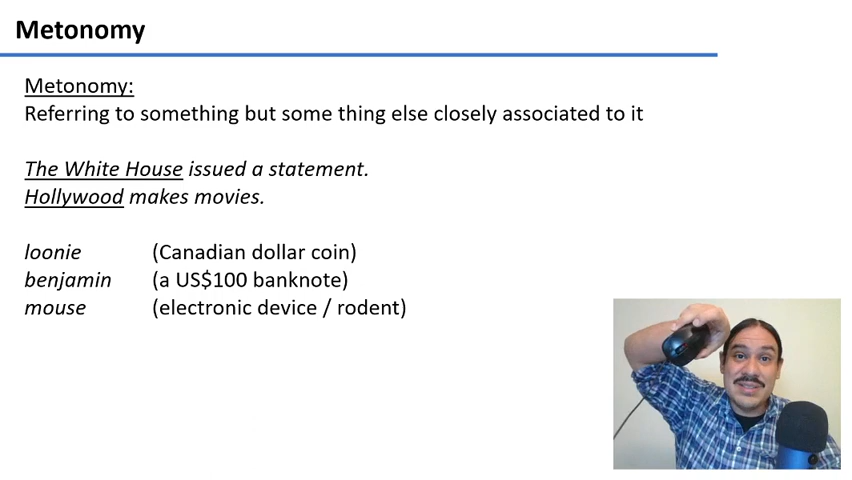 Metonomy
Metonomy:
Referring to something but some thing else closely associated to it
The White House issued a statement.
Hollywood makes movies.
loonie (Canadian dollar coin)
benjamin (a US$100 banknote)
mouse (electronic device / rodent)